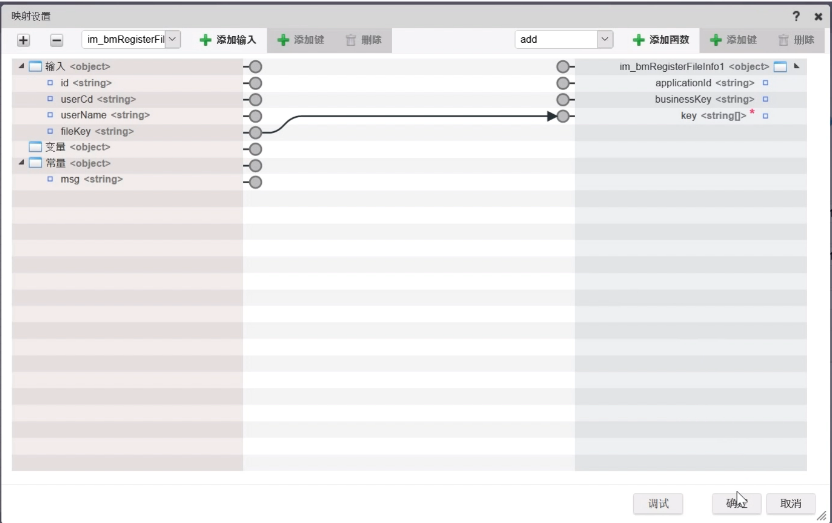 映射设置
? ×
im_bmRegisterFil 添加输入 添加键 删除 add 添加函数 添加键 删除
输入 <object>
im_bmRegisterFileInfo1 <object>
id <string>
applicationId <string>
userCd <string>
businessKey <string>
userName <string>
key <string[]> *
fileKey <string>
变量 <object>
常量 <object>
msg <string>
调试 确定 取消